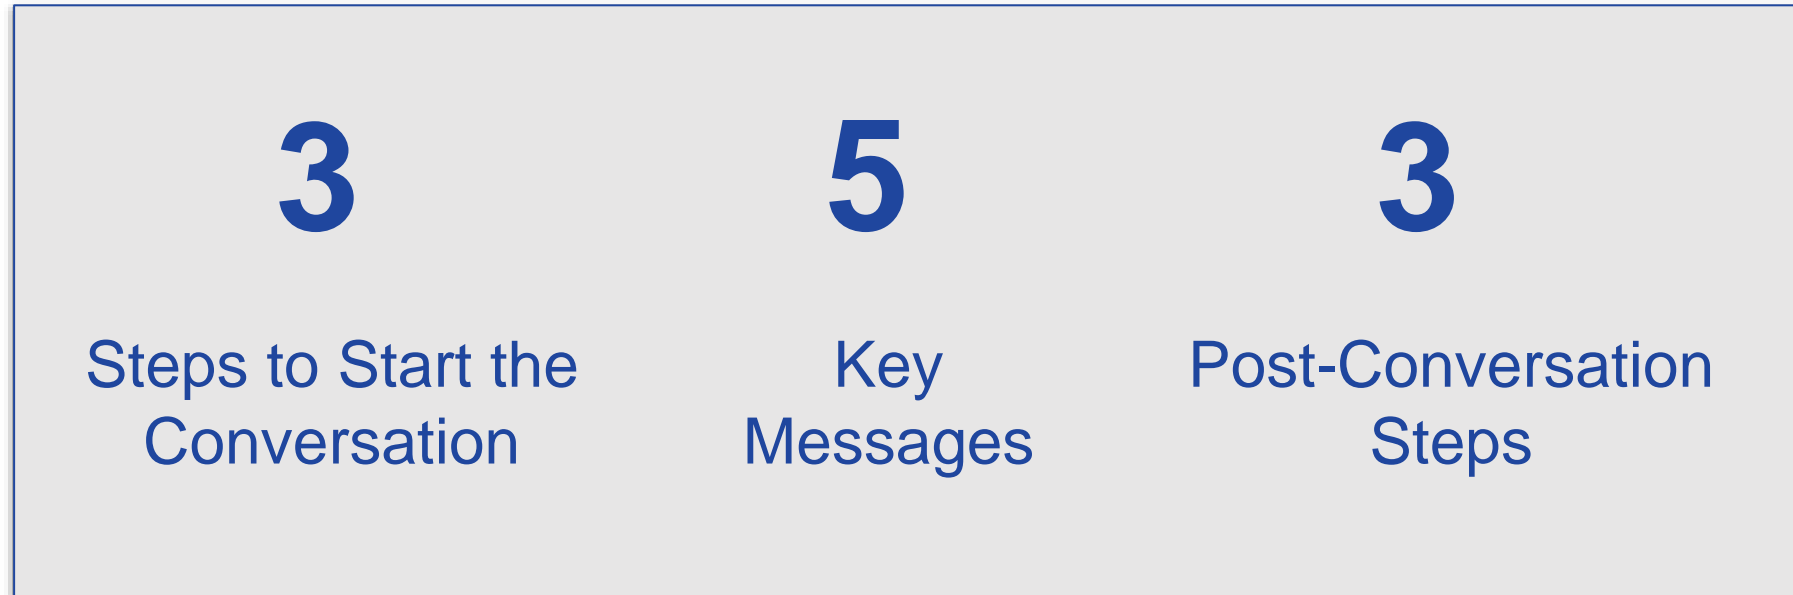 3
Steps to Start the
Conversation
5
Key
Messages
3
Post-Conversation
Steps